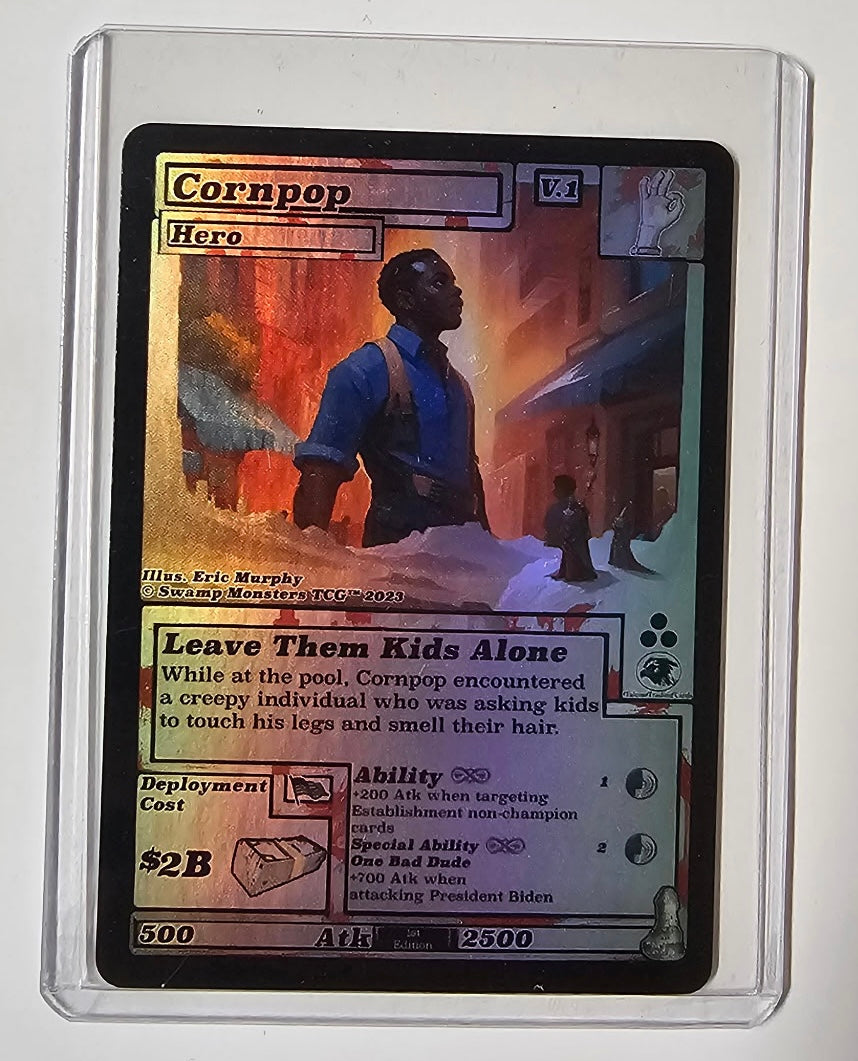 Cornpop
V.1
Hero
Illus. Eric Murphy
© Swamp Monsters TCG™ 2023
Leave Them Kids Alone
While at the pool, Cornpop encountered
a creepy individual who was asking kids
to touch his legs and smell their hair.
Deployment
Cost
$2B
Ability
+200 Atk when targeting
Establishment non-champion
cards
1
Special Ability
One Bad Dude
+700 Atk when
attacking President Biden
2
500
Atk
1st
Edition
2500